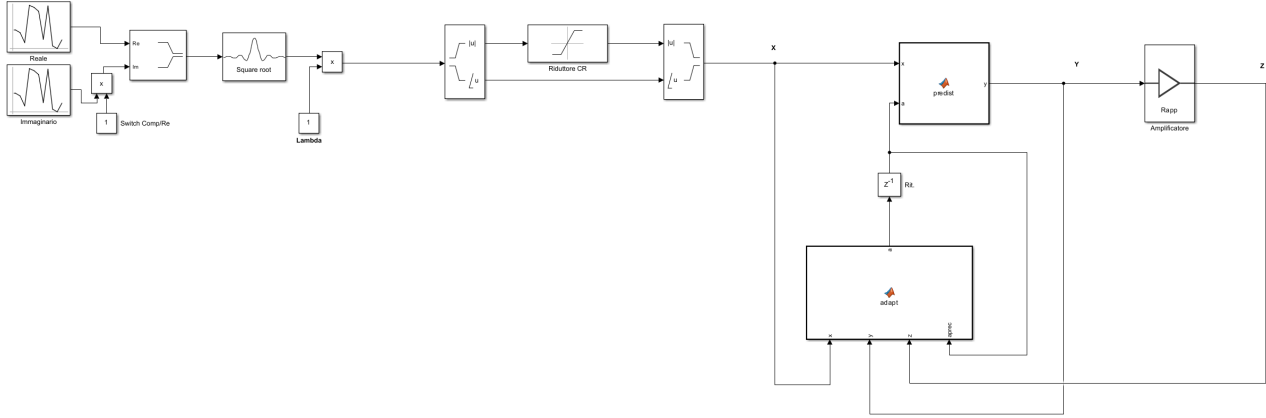 Reale
Immaginario
x
1
Switch Comp/Re
Re
Im
Square root
x
1
Lambda
|u|
u
Riduttore CR
|u|
u
X
x
a
predist
y
Y
Rapp
Amplificatore
Z
Z-1
Rit.
a
adapt
x
y
z
aprec